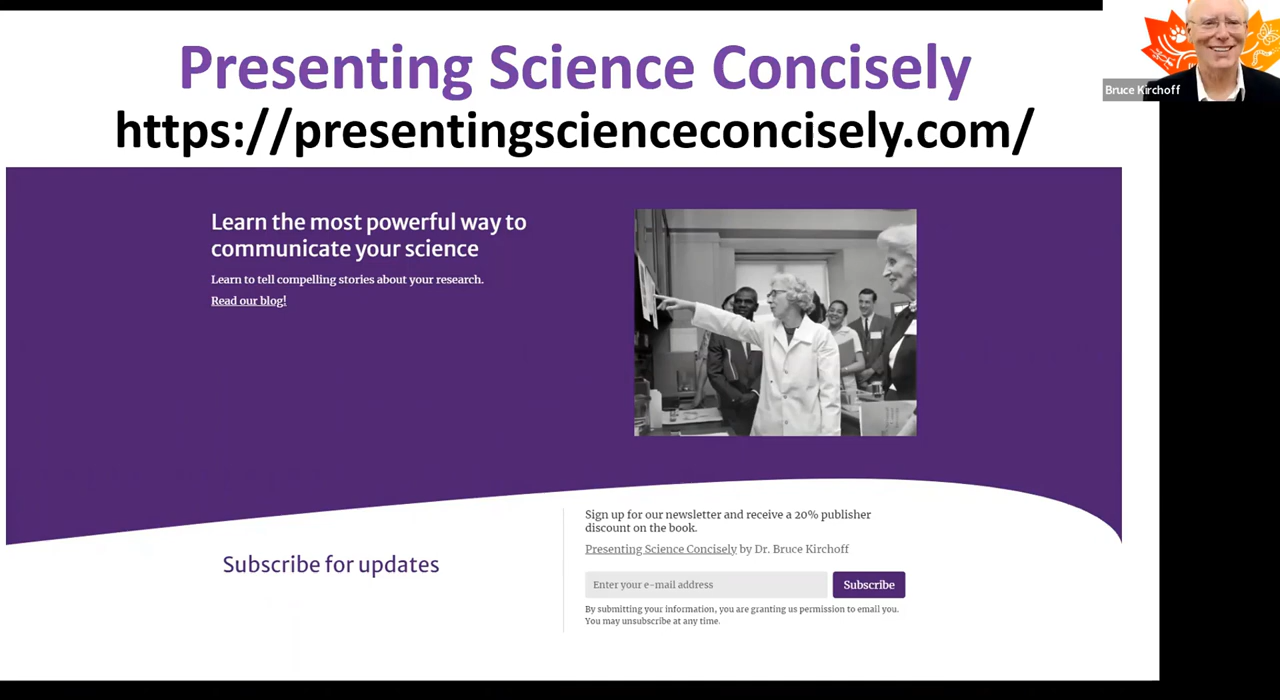 Presenting Science Concisely
https://presentingscienceconcisely.com/
Bruce Kirchoff
Learn the most powerful way to
communicate your science
Learn to tell compelling stories about your research.
Read our blog!
Subscribe for updates
Sign up for our newsletter and receive a 20% publisher
discount on the book.
Presenting Science Concisely by Dr. Bruce Kirchoff
Enter your e-mail address
Subscribe
By submitting your information, you are granting us permission to email you.
You may unsubscribe at any time.